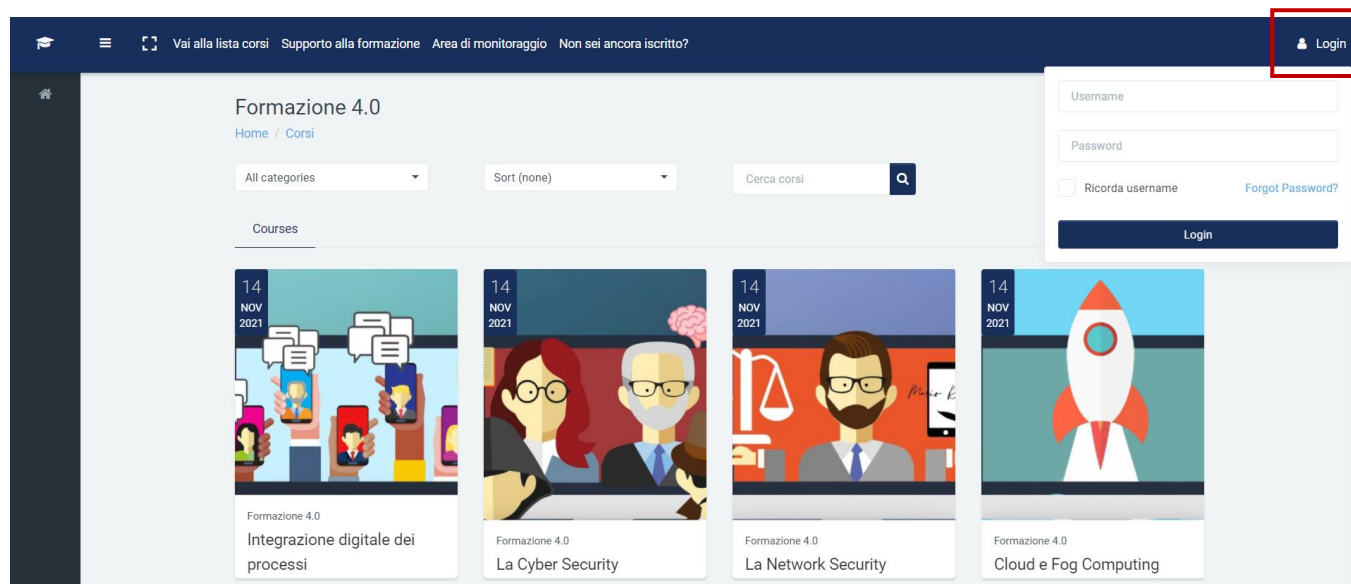 Vai alla lista corsi Supporto alla formazione Area di monitoraggio Non sei ancora iscritto? Login
Username
Password
Ricorda username Forgot Password?
Login
Formazione 4.0
Home / Corsi
All categories Sort (none) Cerca corsi
Courses
14
NOV
2021
14
NOV
2021
14
NOV
2021
14
NOV
2021
Formazione 4.0
Integrazione digitale dei
processi
Formazione 4.0
La Cyber Security
Formazione 4.0
La Network Security
Formazione 4.0
Cloud e Fog Computing